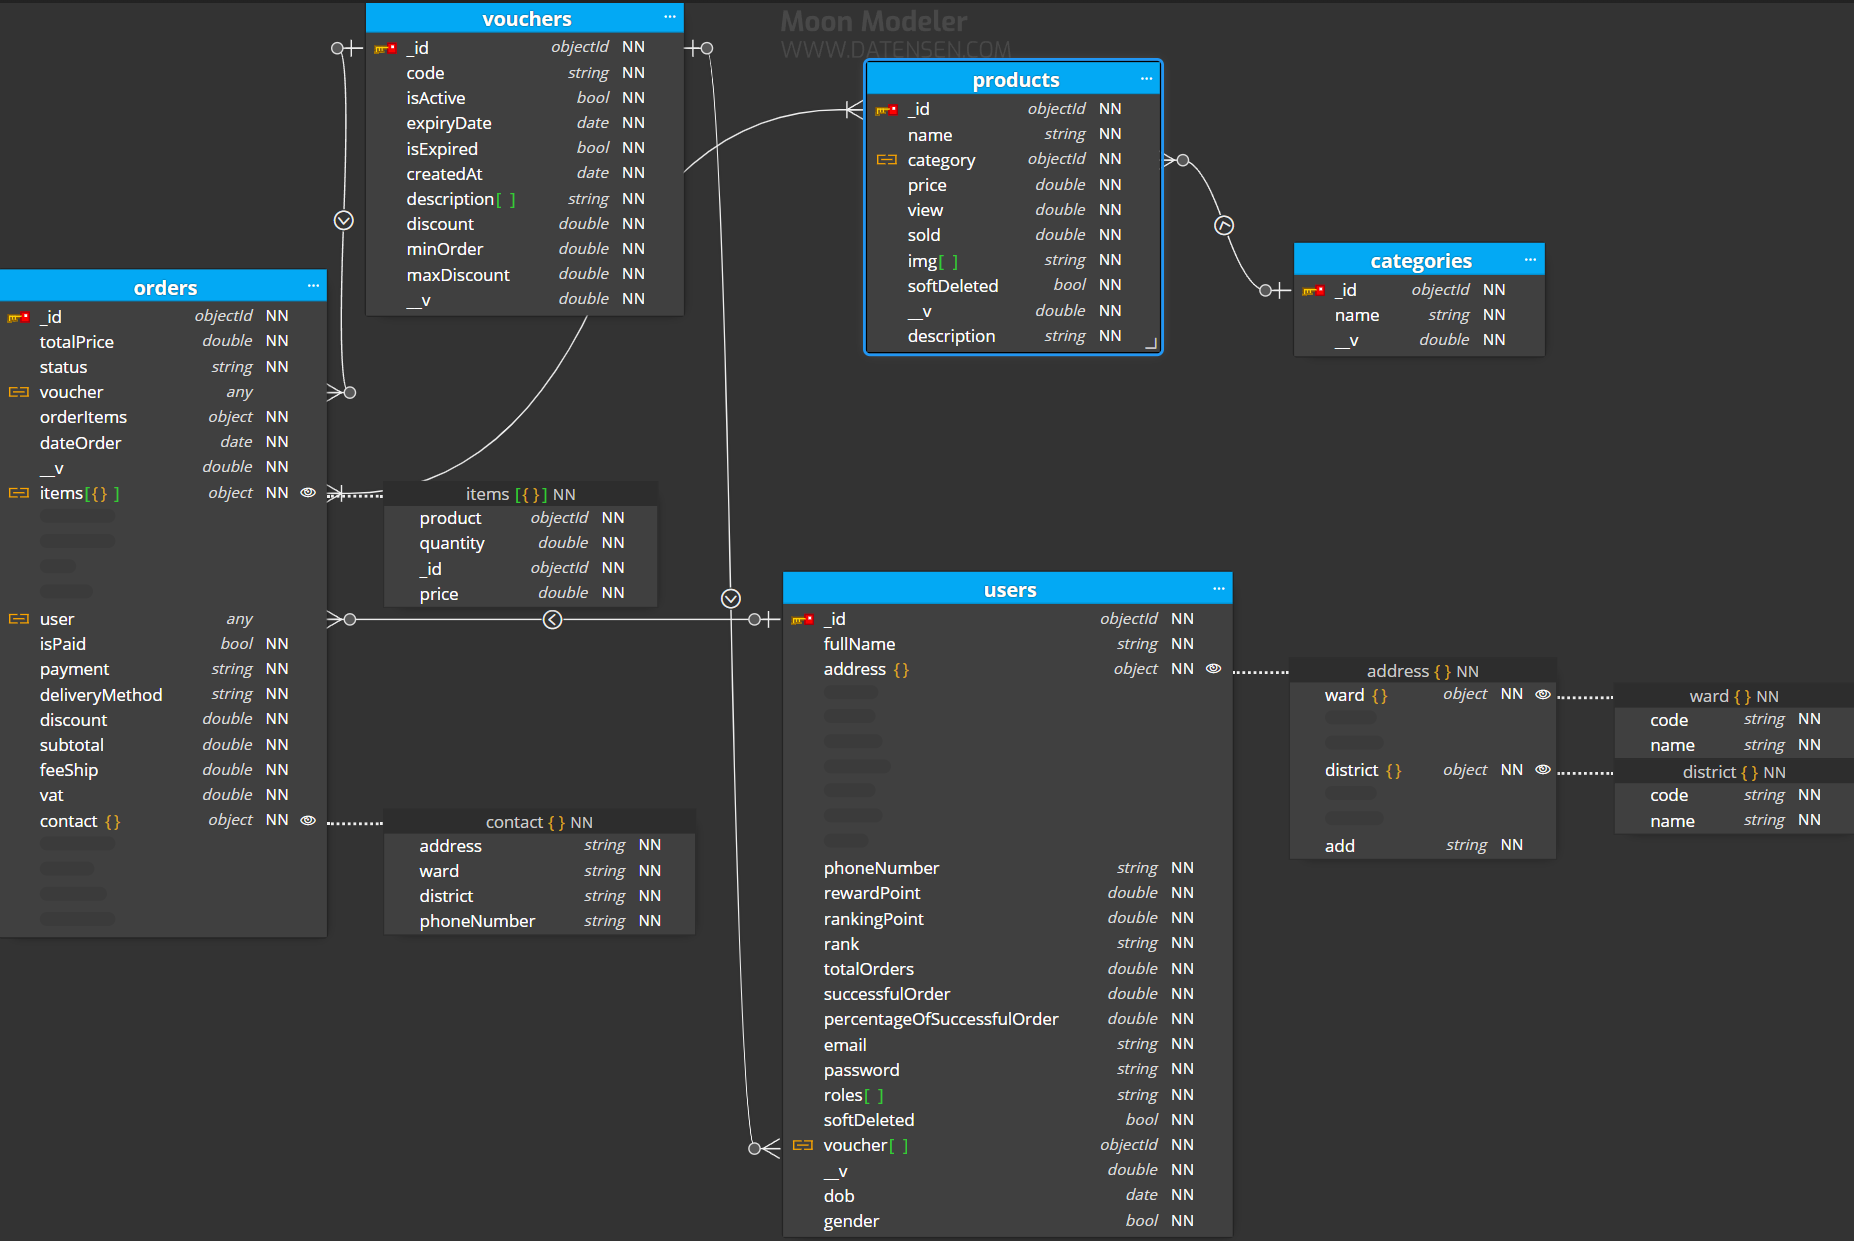 Moon Modeler
WWW.DATENSEN.COM
vouchers ...
_id objectId NN
code string NN
isActive bool NN
expiryDate date NN
isExpired bool NN
createdAt date NN
description[ ] string NN
discount double NN
minOrder double NN
maxDiscount double NN
__v double NN
products ...
_id objectId NN
name string NN
category objectId NN
price double NN
view double NN
sold double NN
img[ ] string NN
softDeleted bool NN
__v double NN
description string NN
categories ...
_id objectId NN
name string NN
__v double NN
orders ...
_id objectId NN
totalPrice double NN
status string NN
voucher any
orderItems object NN
dateOrder date NN
__v double NN
items[{} ] object NN
user any
isPaid bool NN
payment string NN
deliveryMethod string NN
discount double NN
subtotal double NN
feeShip double NN
vat double NN
contact {} object NN
items [{}] NN
product objectId NN
quantity double NN
_id objectId NN
price double NN
contact {} NN
address string NN
ward string NN
district string NN
phoneNumber string NN
users ...
_id objectId NN
fullName string NN
address {} object NN
phoneNumber string NN
rewardPoint double NN
rankingPoint double NN
rank string NN
totalOrders double NN
successfulOrder double NN
percentageOfSuccessfulOrder double NN
email string NN
password string NN
roles[ ] string NN
softDeleted bool NN
voucher[ ] objectId NN
__v double NN
dob date NN
gender bool NN
address {} NN
ward {} object NN
district {} object NN
add string NN
ward {} NN
code string NN
name string NN
district {} NN
code string NN
name string NN